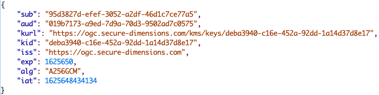 {
"sub": "95d3827d-efef-3052-a2df-46d1c7ce77a5",
"aud": "019b7173-a9ed-7d9a-70d3-9502ad7c0575",
"kurl": "https://ogc.secure-dimensions.com/kms/keys/deba3940-c16e-452a-92dd-1a14d37d8e17",
"kid": "deba3940-c16e-452a-92dd-1a14d37d8e17",
"iss": "https://ogc.secure-dimensions.com",
"exp": 1625650,
"alg": "A256GCM",
"iat": 1625648434134
}